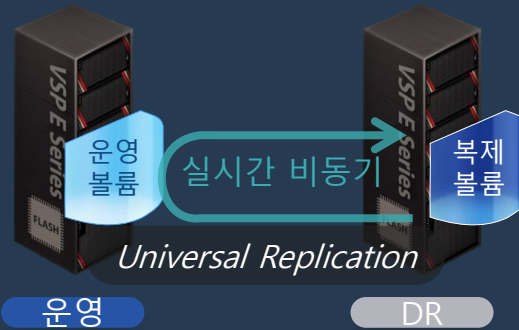 VSP E Series
VSP E Series
운영
볼륨
실시간 비동기
복제
볼륨
FLASH
FLASH
Universal Replication
운영
DR